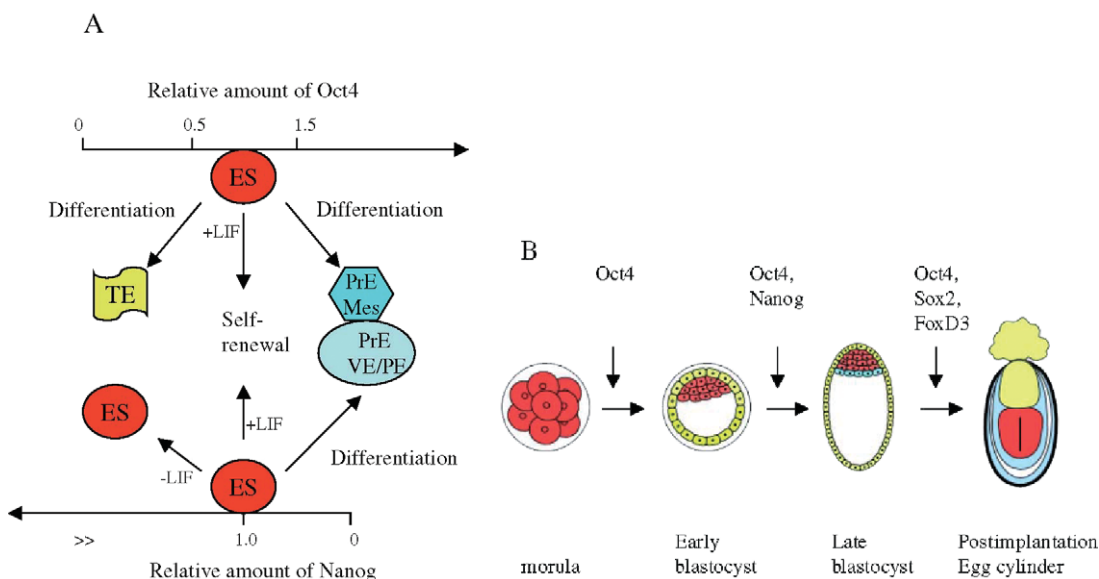 A
Relative amount of Oct4
0
0.5
1.5
ES
Differentiation
Differentiation
+LIF
TE
PrE
Mes
Self-
renewal
PrE
VE/PE
ES
+LIF
-LIF
Differentiation
ES
>>
1.0
0
Relative amount of Nanog
B
Oct4
Oct4,
Nanog
Oct4,
Sox2,
FoxD3
morula
Early
blastocyst
Late
blastocyst
Postimplantation
Egg cylinder